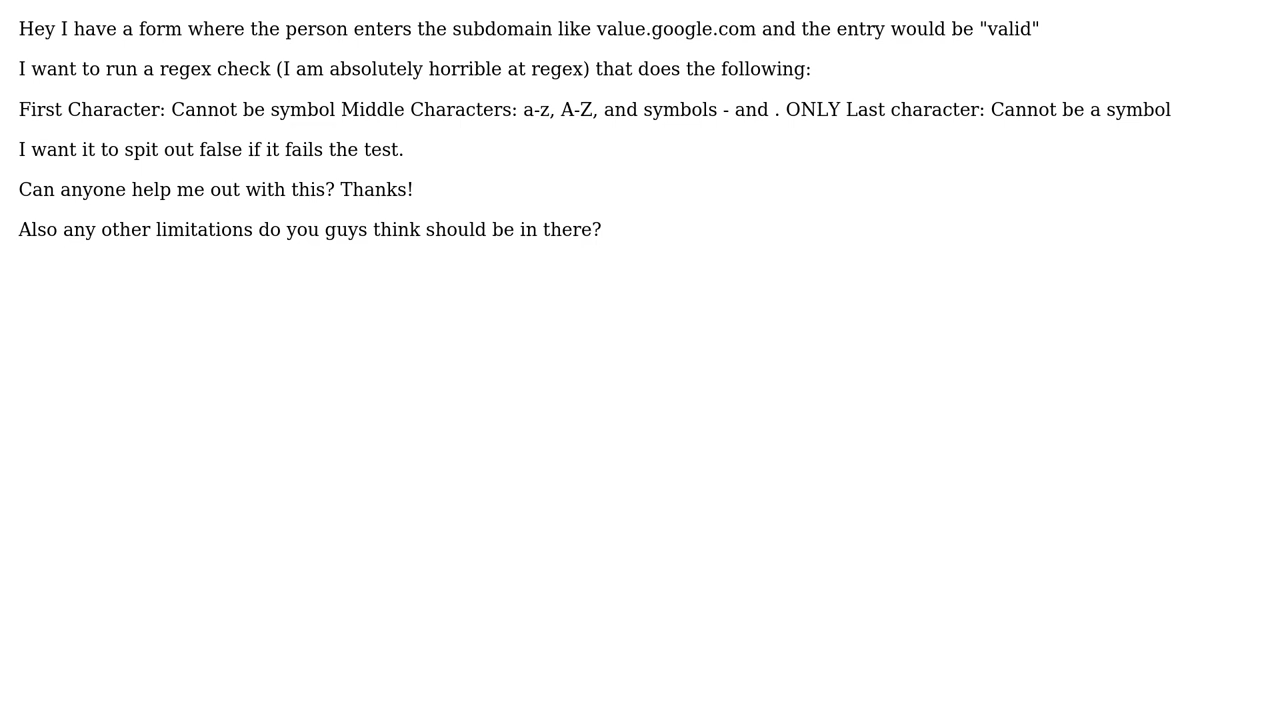 Hey I have a form where the person enters the subdomain like value.google.com and the entry would be "valid"
I want to run a regex check (I am absolutely horrible at regex) that does the following:
First Character: Cannot be symbol Middle Characters: a-z, A-Z, and symbols - and . ONLY Last character: Cannot be a symbol
I want it to spit out false if it fails the test.
Can anyone help me out with this? Thanks!
Also any other limitations do you guys think should be in there?